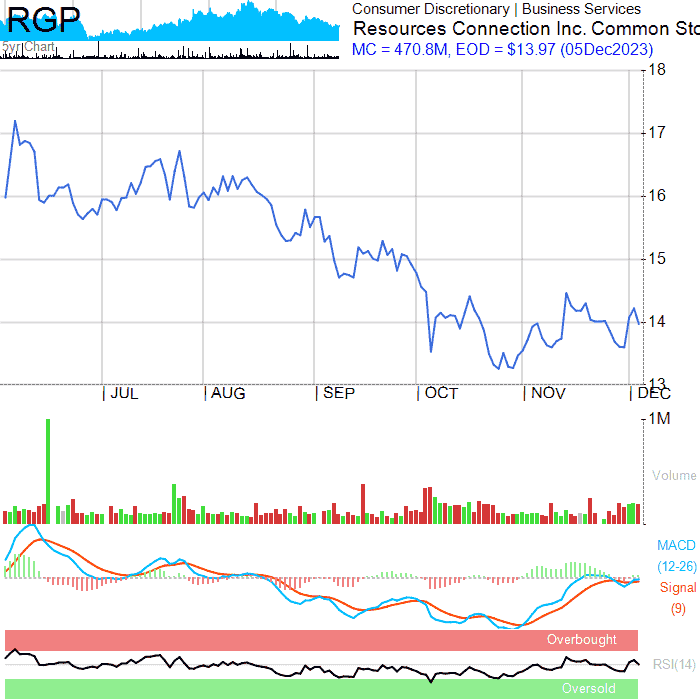 RGP
5yr Chart
Consumer Discretionary | Business Services
Resources Connection Inc. Common Sto
MC = 470.8M, EOD = $13.97 (05Dec2023)
18
17
16
15
14
13
JUL
AUG
SEP
OCT
NOV
DEC
1M
Volume
MACD
(12-26)
Signal
(9)
Overbought
RSI(14)
Oversold